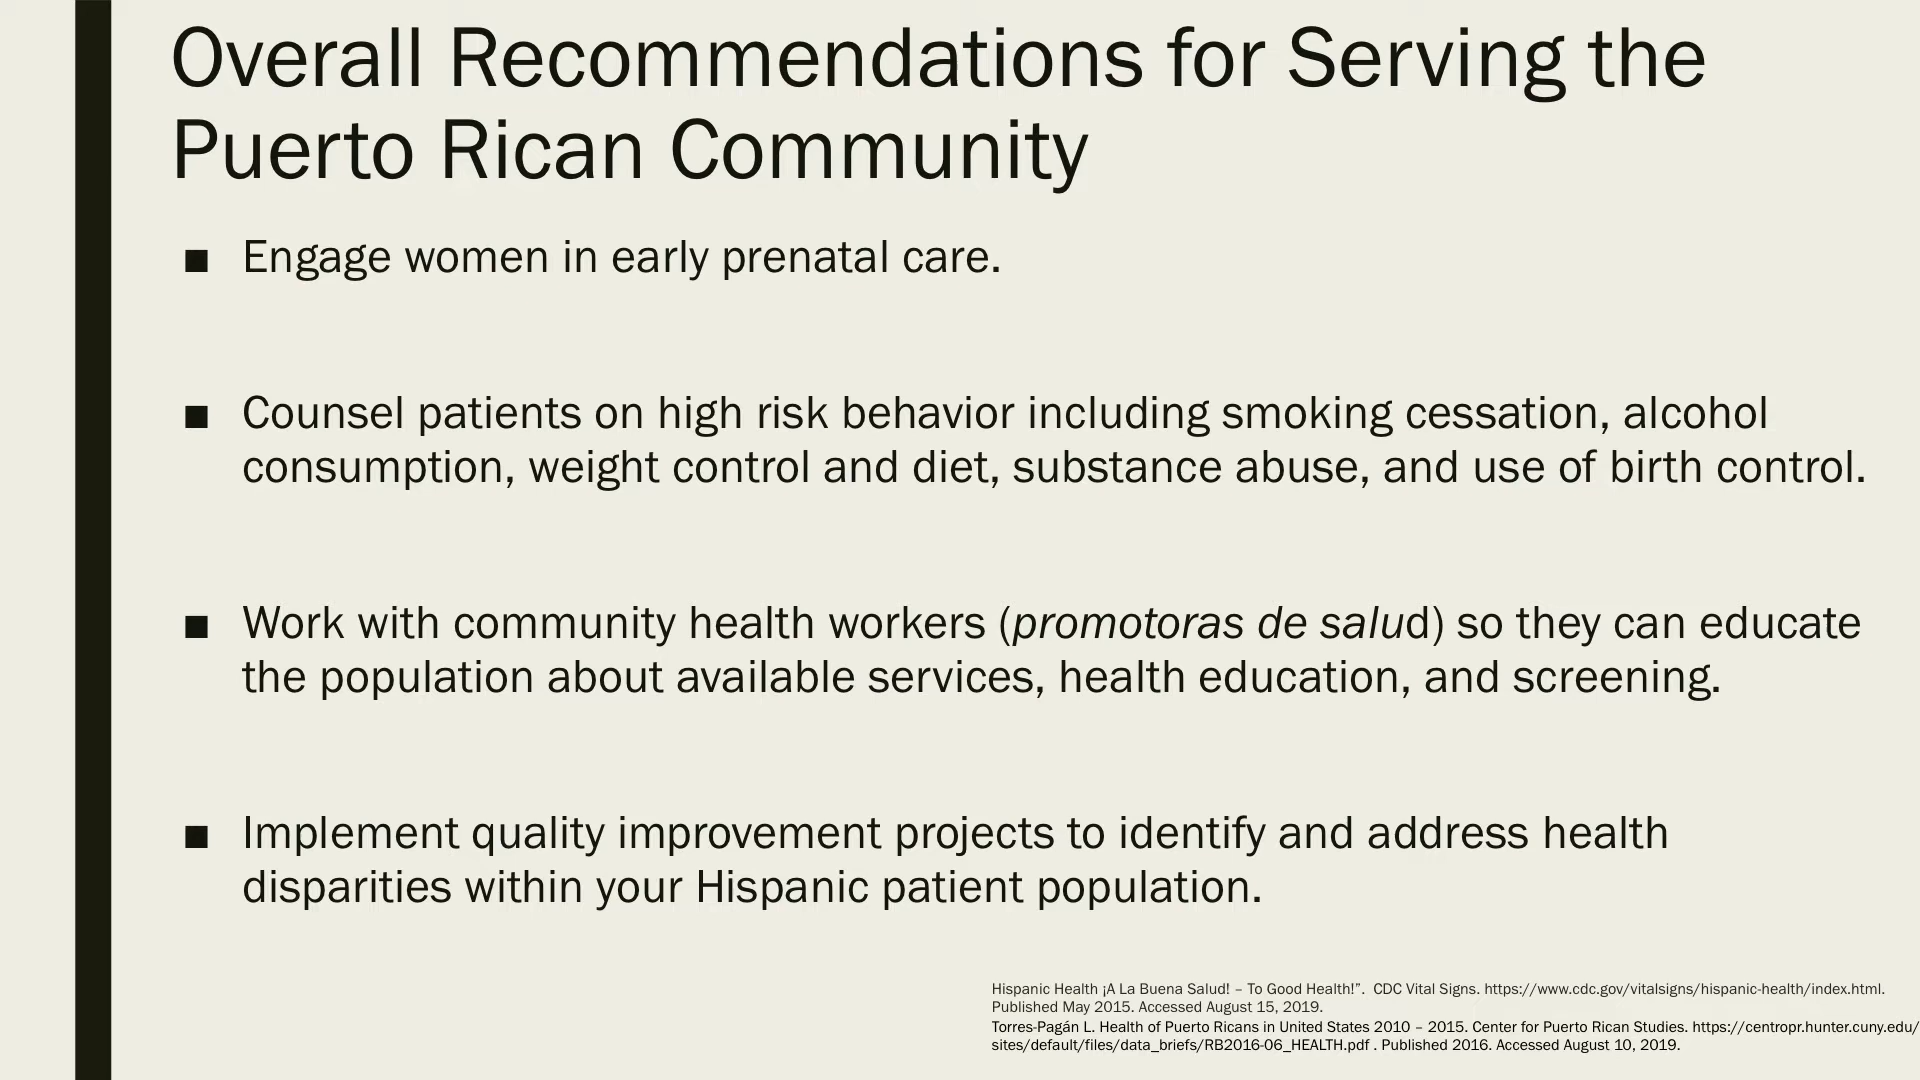 Overall Recommendations for Serving the
Puerto Rican Community
■ Engage women in early prenatal care.
■ Counsel patients on high risk behavior including smoking cessation, alcohol
consumption, weight control and diet, substance abuse, and use of birth control.
■ Work with community health workers (promotoras de salud) so they can educate
the population about available services, health education, and screening.
■ Implement quality improvement projects to identify and address health
disparities within your Hispanic patient population.
Hispanic Health ¡A La Buena Salud! – To Good Health!”. CDC Vital Signs. https://www.cdc.gov/vitalsigns/hispanic-health/index.html.
Published May 2015. Accessed August 15, 2019.
Torres-Pagán L. Health of Puerto Ricans in United States 2010 – 2015. Center for Puerto Rican Studies. https://centropr.hunter.cuny.edu/
sites/default/files/data_briefs/RB2016-06_HEALTH.pdf . Published 2016. Accessed August 10, 2019.